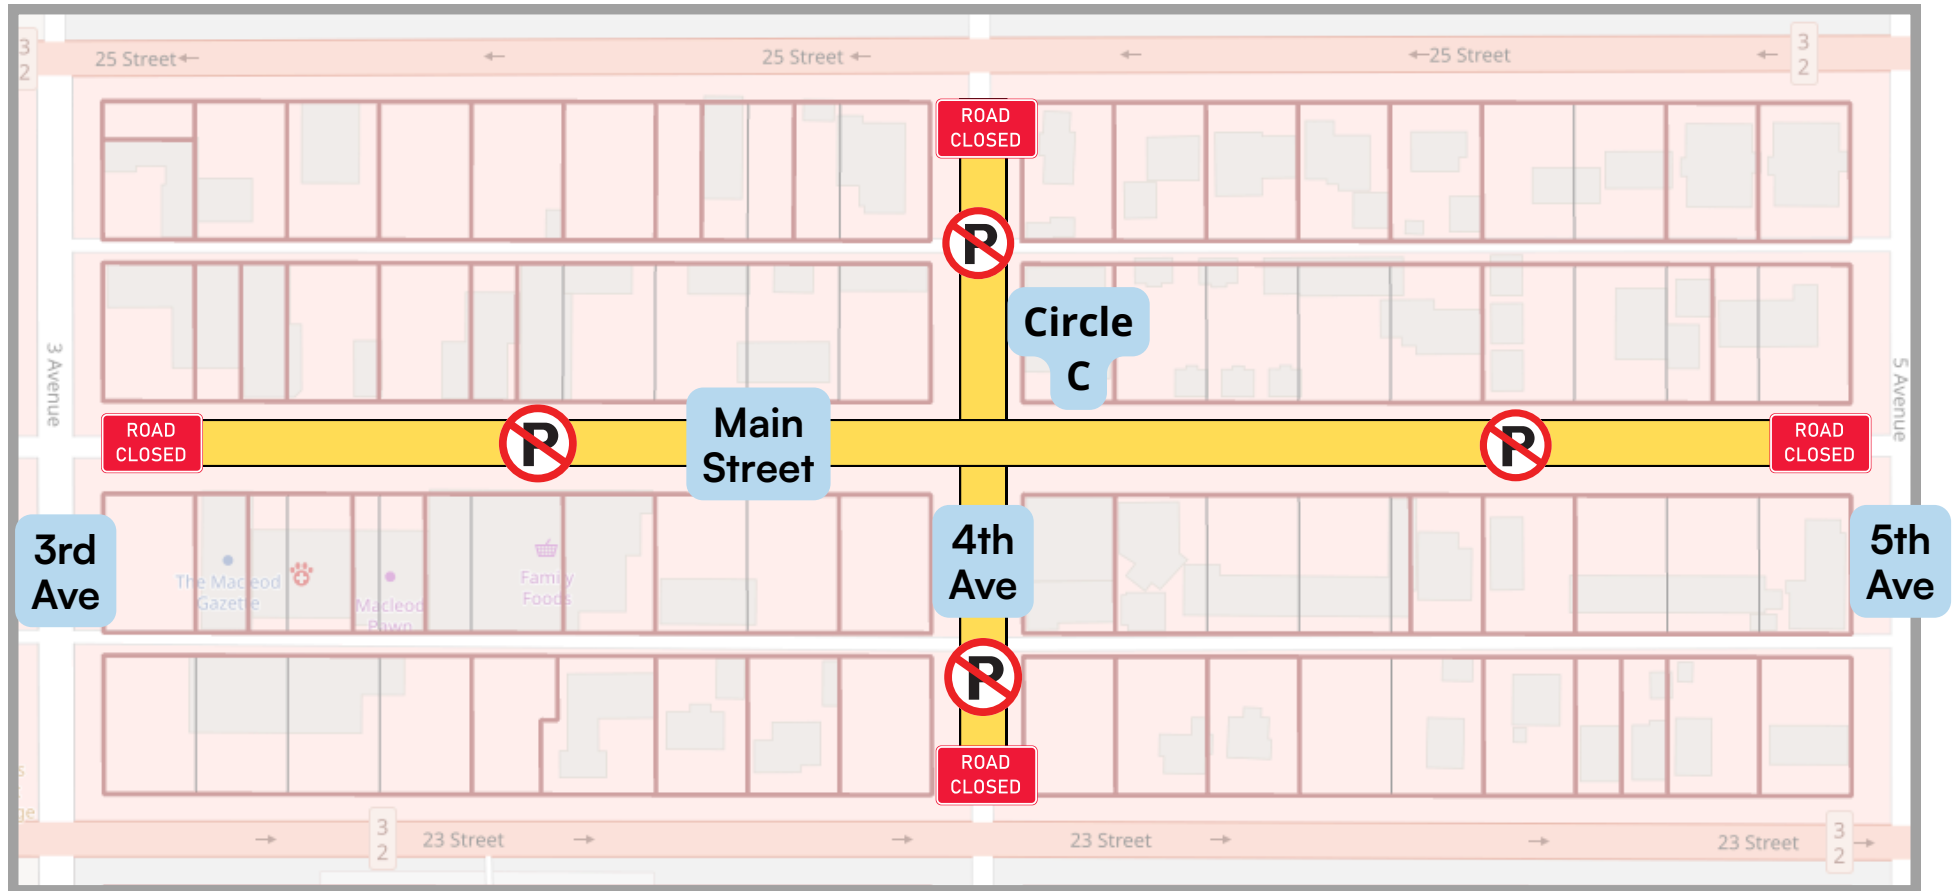 3
2
25 Street
25 Street
25 Street
3
2
ROAD
CLOSED
P
Circle
C
3 Avenue
5 Avenue
Main
Street
ROAD
CLOSED
P
P
ROAD
CLOSED
3rd
Ave
4th
Ave
5th
Ave
The Macleod
Gazette
Macleod
Pawn
Family
Foods
P
ROAD
CLOSED
s
ge
3
2
23 Street
23 Street
23 Street
3
2